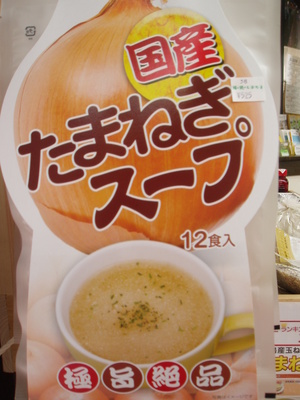 国産
たまねぎ
スープ
12食入
極旨絶品